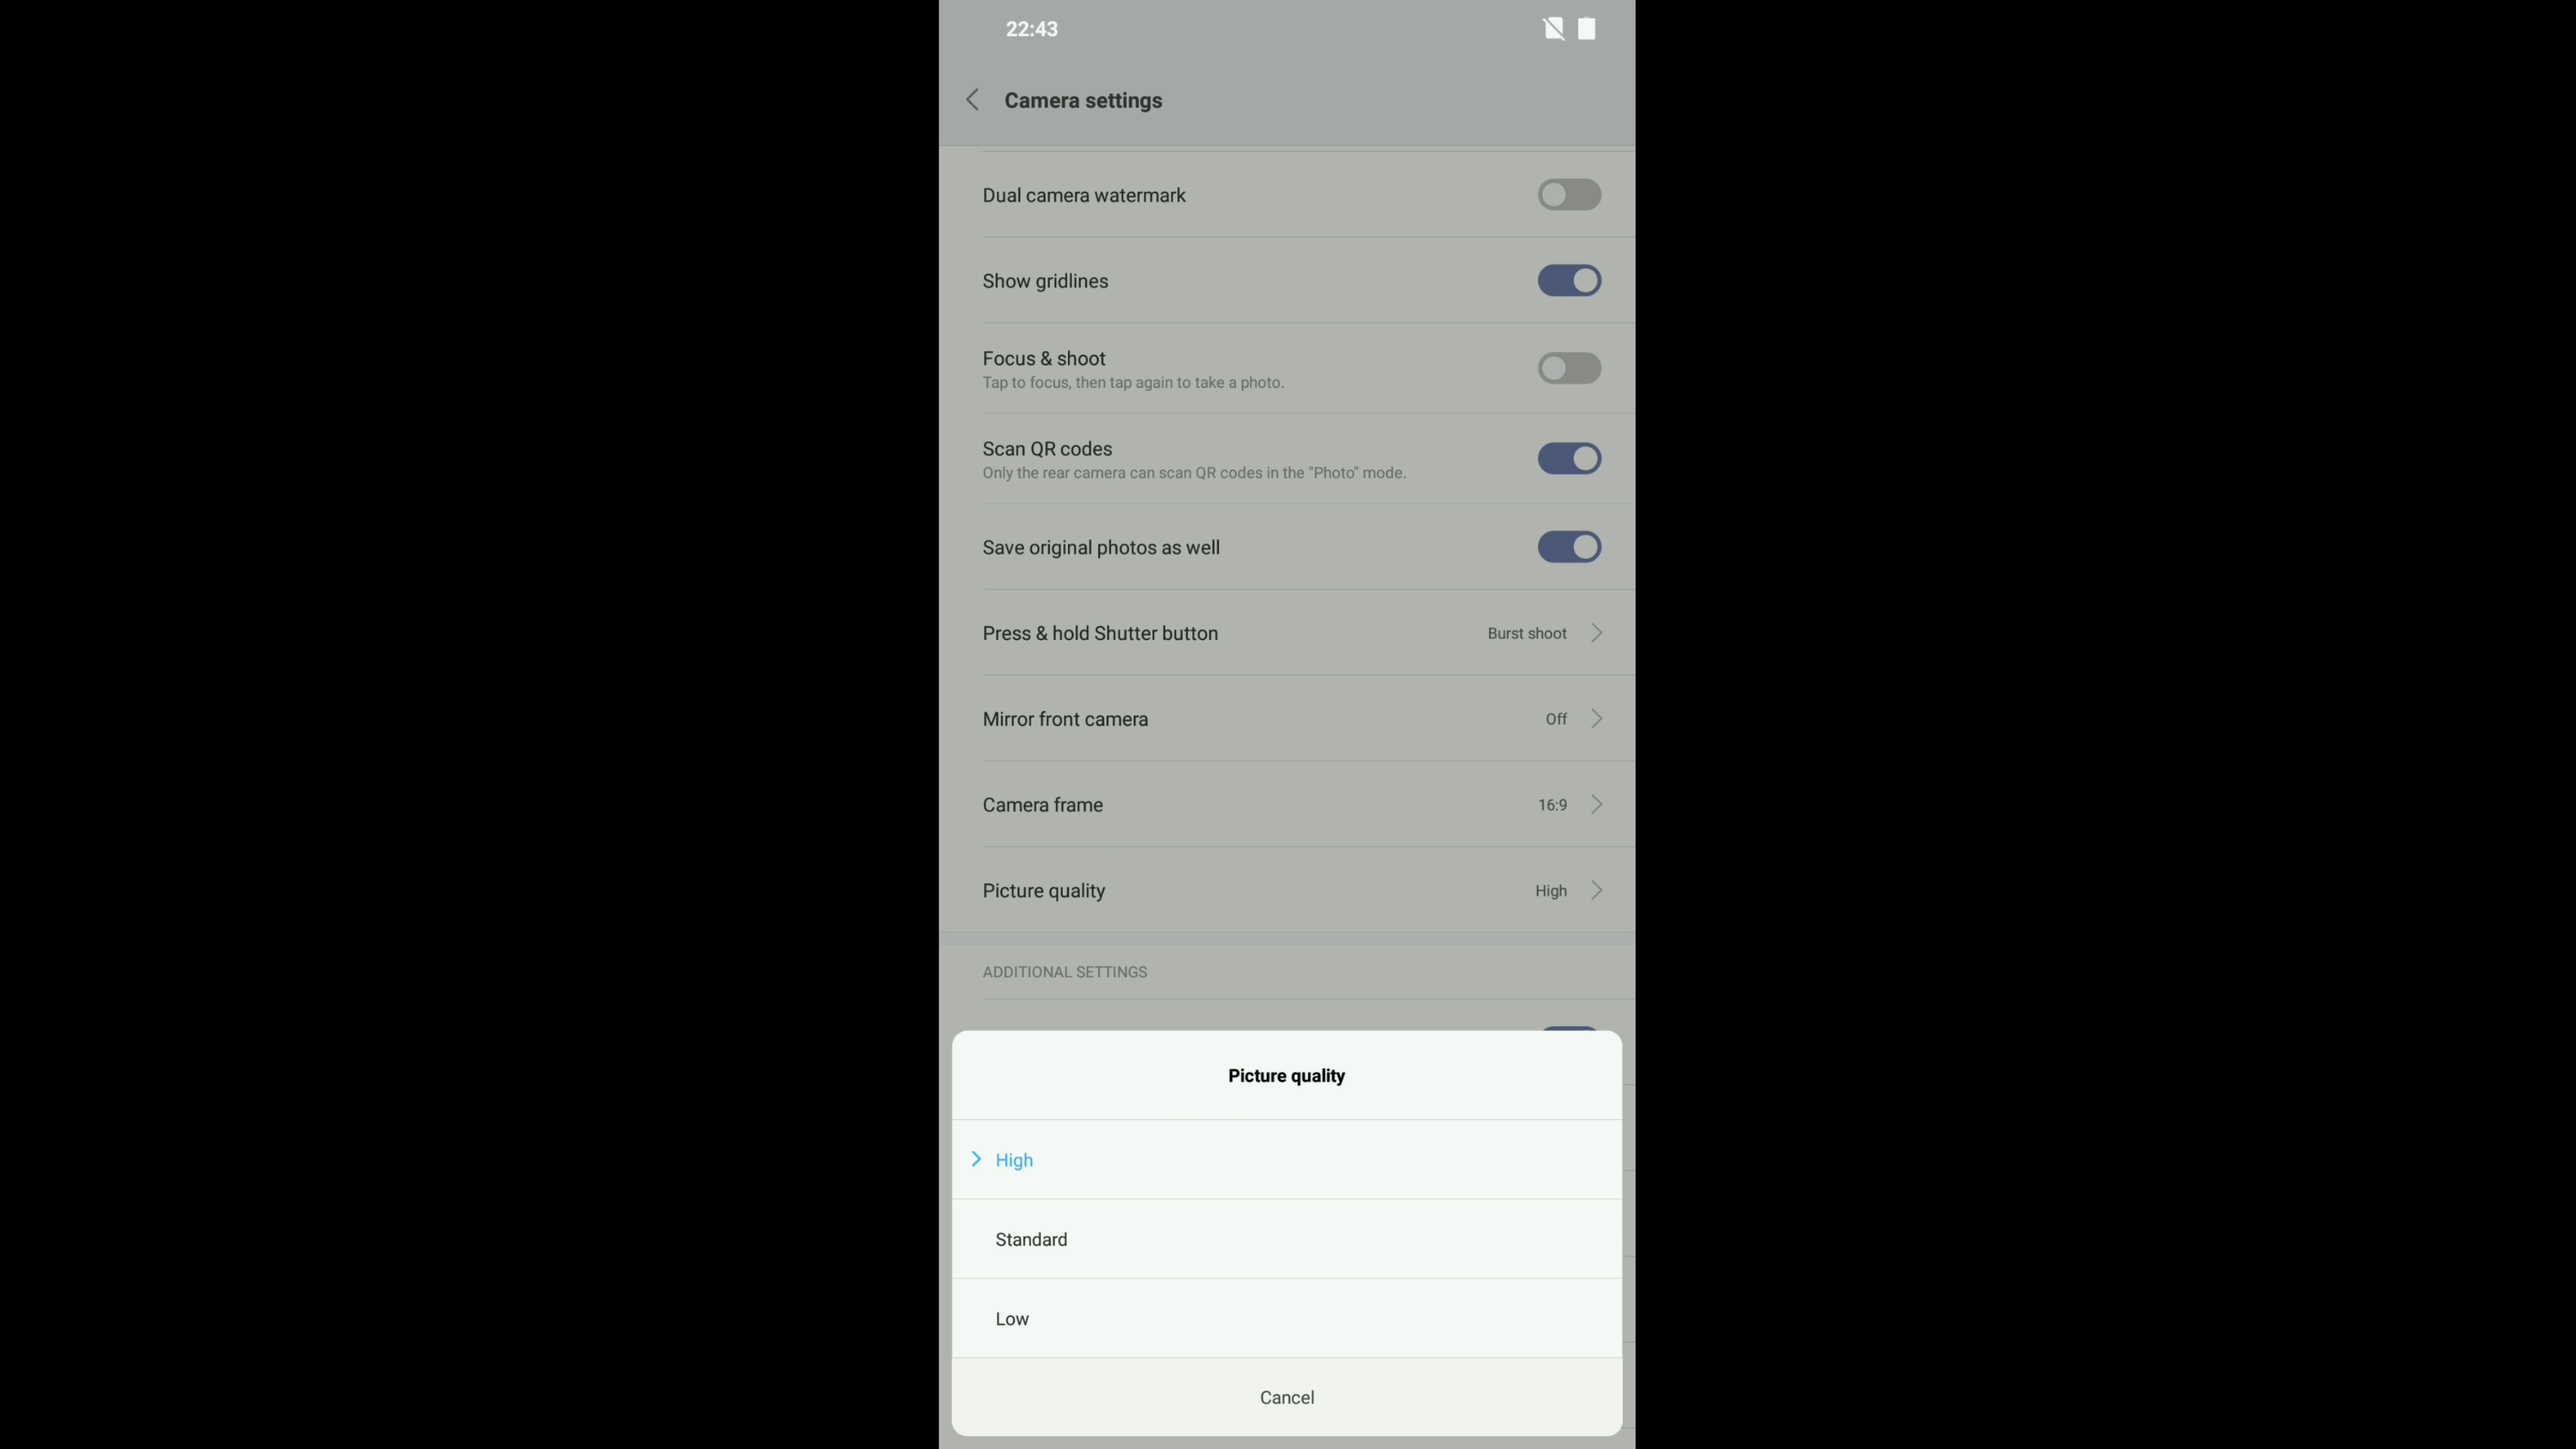 22:43
Camera settings
Dual camera watermark
Show gridlines
Focus & shoot
Tap to focus, then tap again to take a photo.
Scan QR codes
Only the rear camera can scan QR codes in the "Photo" mode.
Save original photos as well
Press & hold Shutter button Burst shoot
Mirror front camera Off
Camera frame 16:9
Picture quality High
ADDITIONAL SETTINGS
Picture quality
High
Standard
Low
Cancel